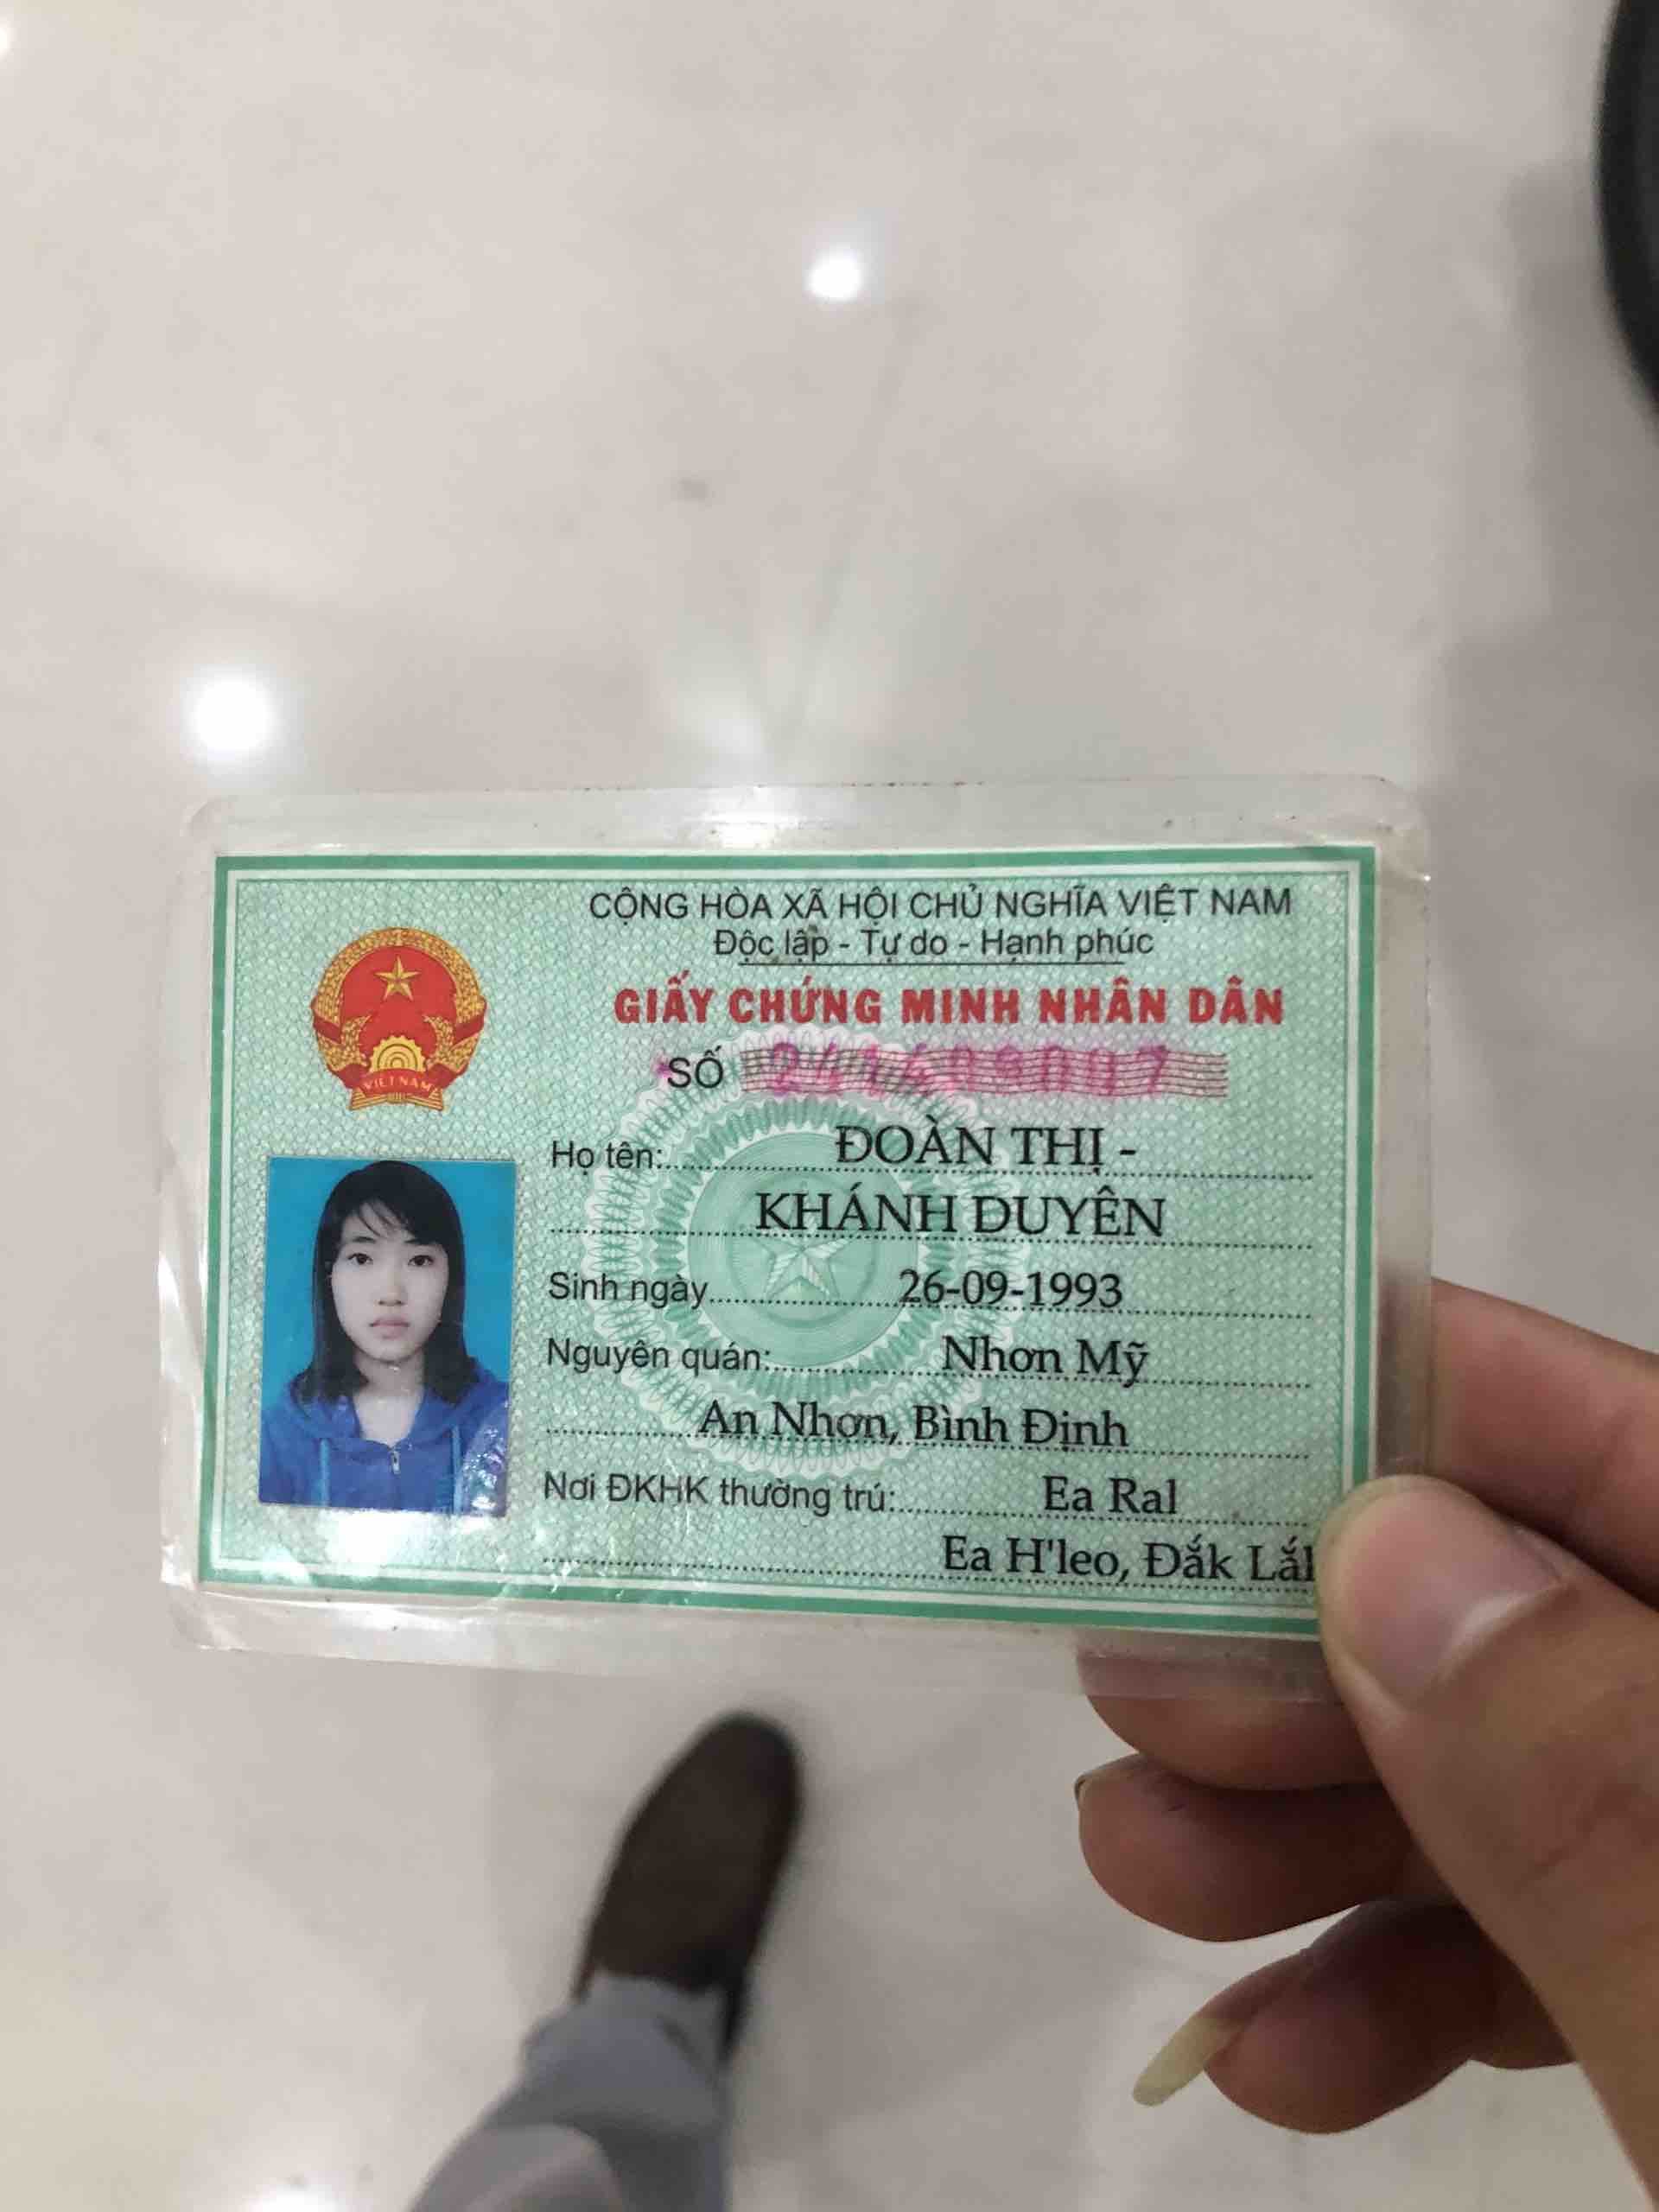 CỘNG HÒA XÃ HỘI CHỦ NGHĨA VIỆT NAM
Độc lập - Tự do - Hạnh phúc
GIẤY CHỨNG MINH NHÂN DÂN
SỐ
VIỆT NAM
Họ tên: ĐOÀN THỊ -
KHÁNH DUYÊN
Sinh ngày 26-09-1993
Nguyên quán: Nhơn Mỹ
An Nhơn, Bình Định
Nơi ĐKHK thường trú: Ea Ral
Ea H'leo, Đắk